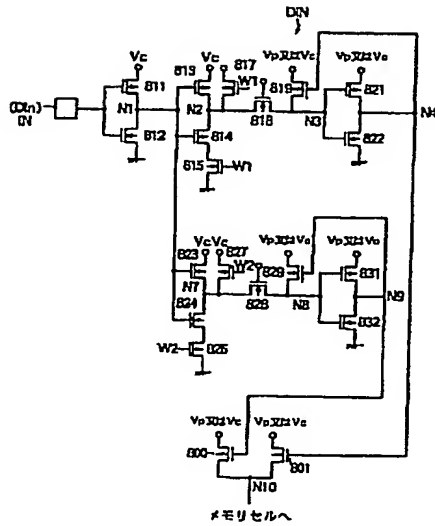 DIN
Vc
Vc
817
Vp又はVc
Vp又はVc
811
813
W1
819
821
(Din)
IN
N1
N2
818
N3
N4
812
814
822
815
W1
823
Vc
Vc
827
Vp又はVc
Vp又はVc
W2
829
831
N7
828
N8
N9
824
832
W2
826
Vp又はVc
Vp又はVc
800
801
N10
メモリセルへ